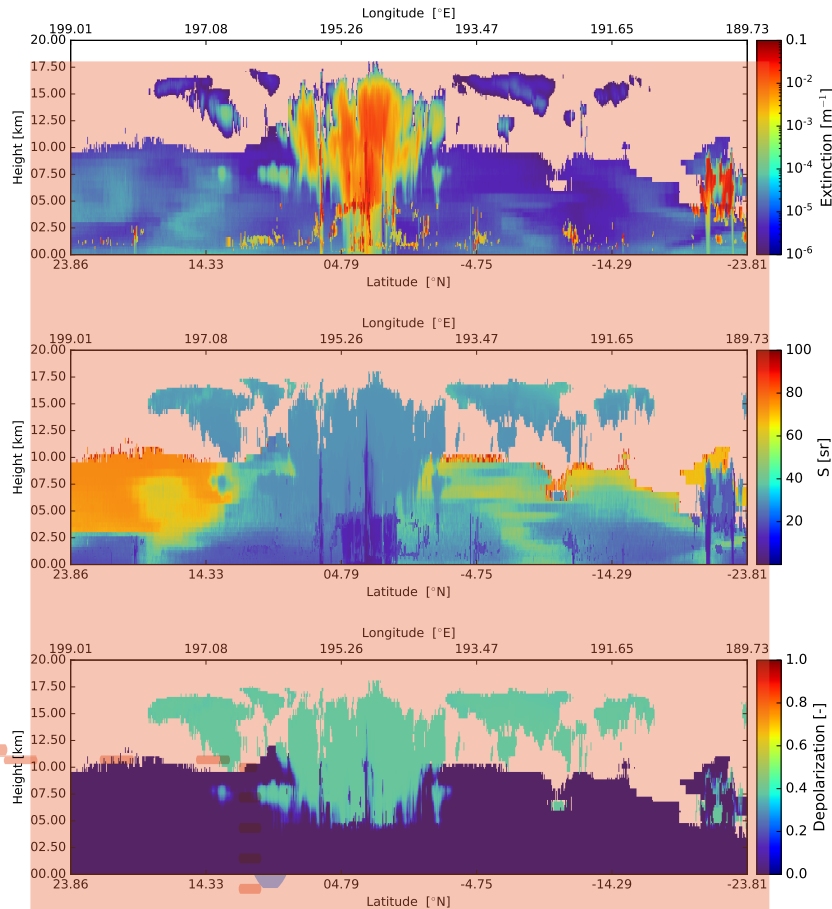 Longitude [°E]
199.01 197.08 195.26 193.47 191.65 189.73
20.00
17.50
15.00
12.50
10.00
07.50
05.00
02.50
00.00
Height [km]
23.86 14.33 04.79 -4.75 -14.29 -23.81
Latitude [°N]
0.1
10⁻²
10⁻³
10⁻⁴
10⁻⁵
10⁻⁶
Extinction [m⁻¹]
Longitude [°E]
199.01 197.08 195.26 193.47 191.65 189.73
20.00
17.50
15.00
12.50
10.00
07.50
05.00
02.50
00.00
Height [km]
23.86 14.33 04.79 -4.75 -14.29 -23.81
Latitude [°N]
100
80
60
40
20
S [sr]
Longitude [°E]
199.01 197.08 195.26 193.47 191.65 189.73
20.00
17.50
15.00
12.50
10.00
07.50
05.00
02.50
00.00
Height [km]
23.86 14.33 04.79 -4.75 -14.29 -23.81
Latitude [°N]
1.0
0.8
0.6
0.4
0.2
0.0
Depolarization [-]